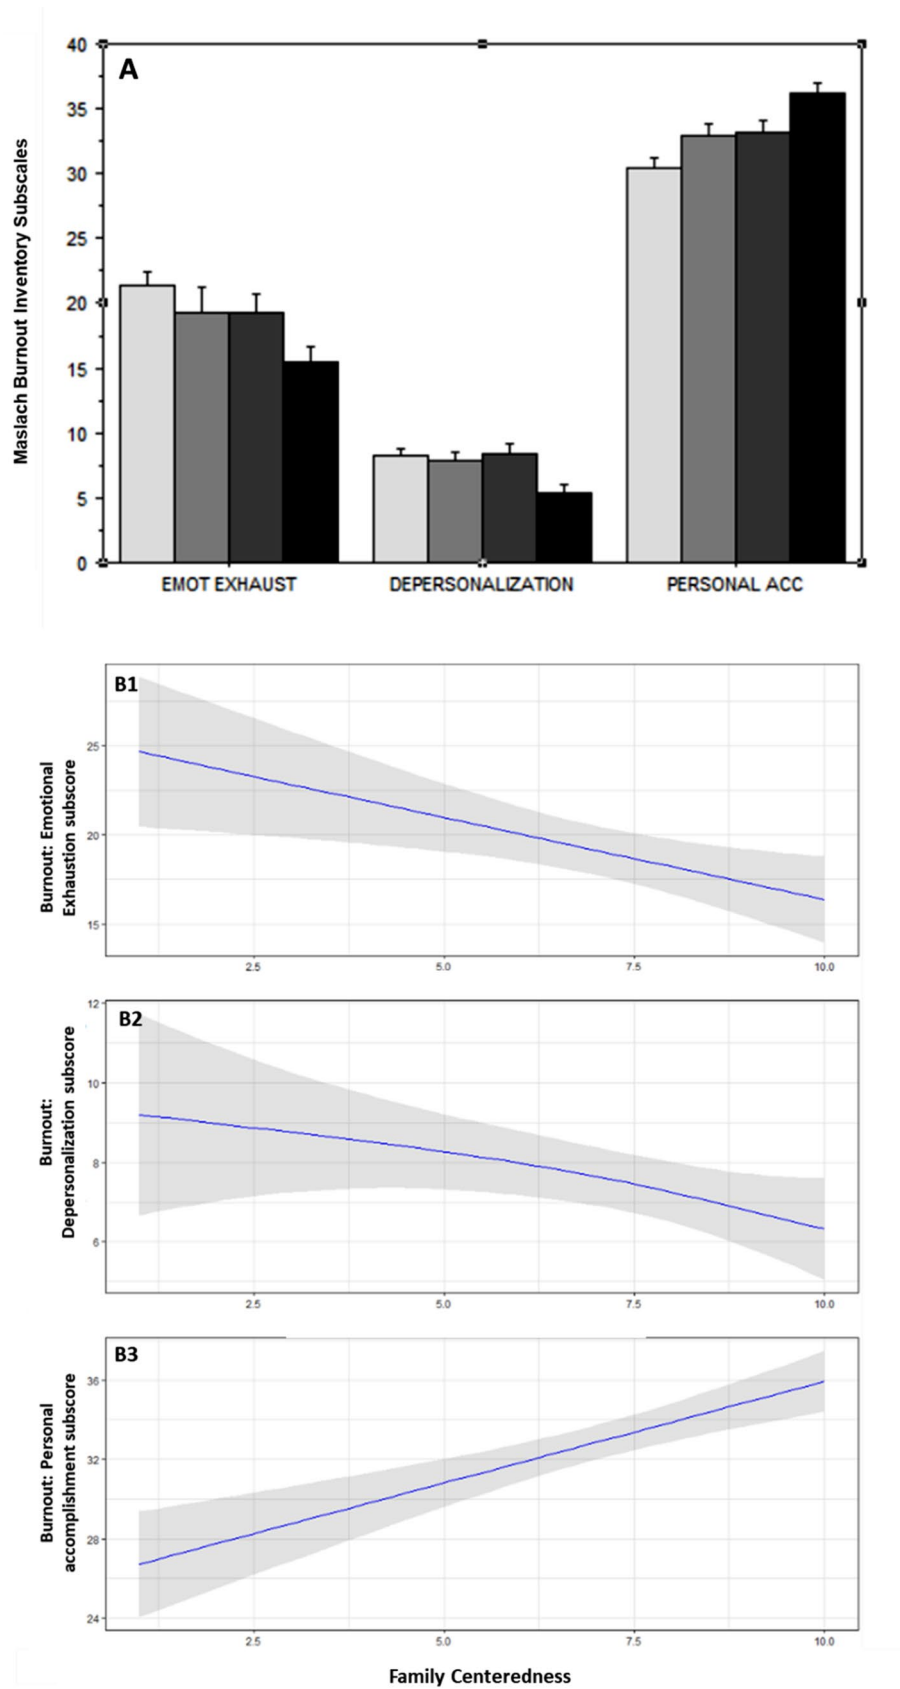 A
Maslach Burnout Inventory Subscales
40
35
30
25
20
15
10
5
0
EMOT EXHAUST DEPERSONALIZATION PERSONAL ACC
B1
Burnout: Emotional
Exhaustion subscore
25
20
15
2.5 5.0 7.5 10.0
B2
Burnout:
Depersonalization subscore
12
10
8
6
2.5 5.0 7.5 10.0
B3
Burnout: Personal
accomplishment subscore
36
32
28
24
2.5 5.0 7.5 10.0
Family Centeredness